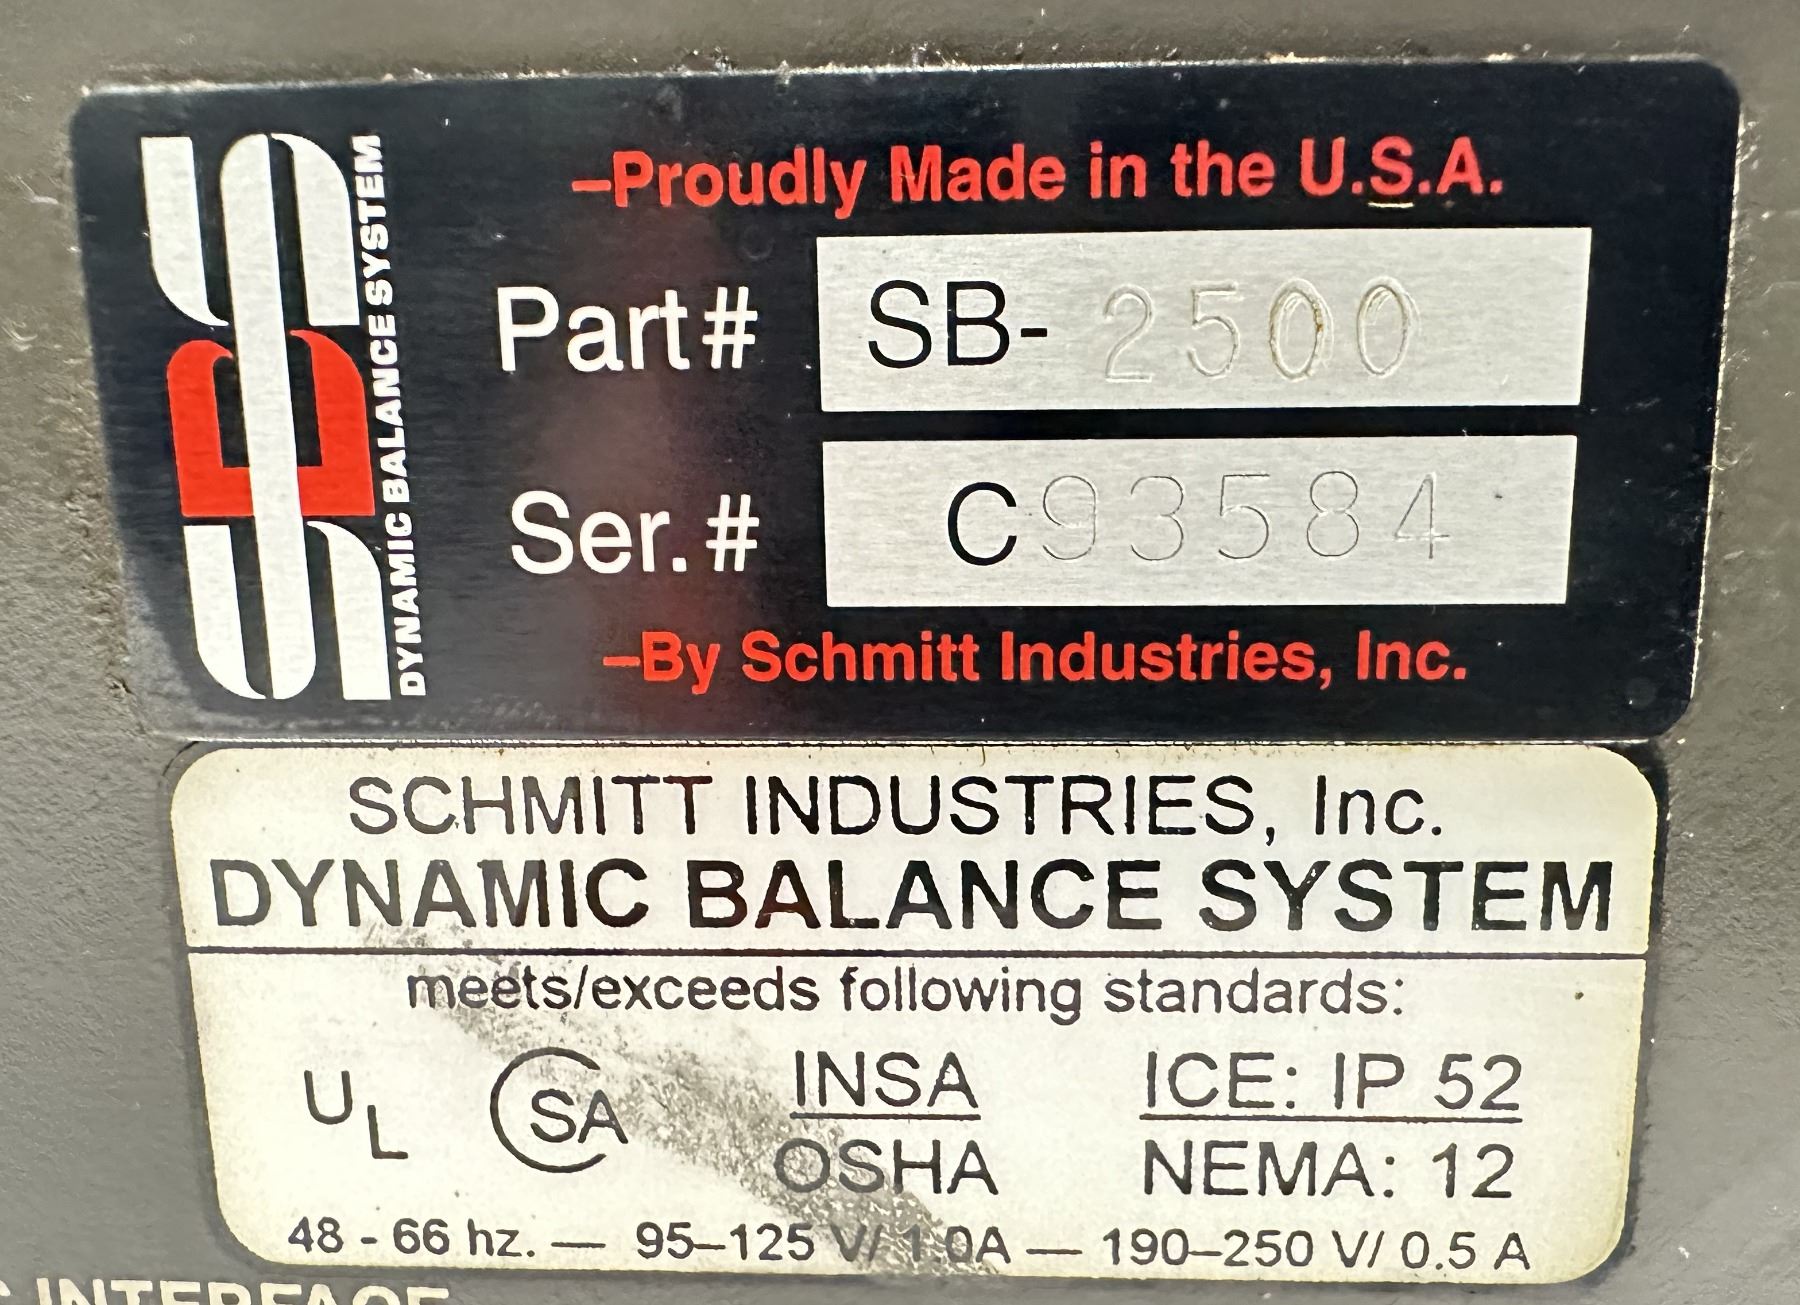 –Proudly Made in the U.S.A.
Part# SB-2500
Ser.# C93584
–By Schmitt Industries, Inc.
DYNAMIC BALANCE SYSTEM
SCHMITT INDUSTRIES, Inc.
DYNAMIC BALANCE SYSTEM
meets/exceeds following standards:
UL CSA INSA ICE: IP 52
OSHA NEMA: 12
48 - 66 hz. — 95–125 V/ 1.0A — 190–250 V/ 0.5 A
INTERFACE